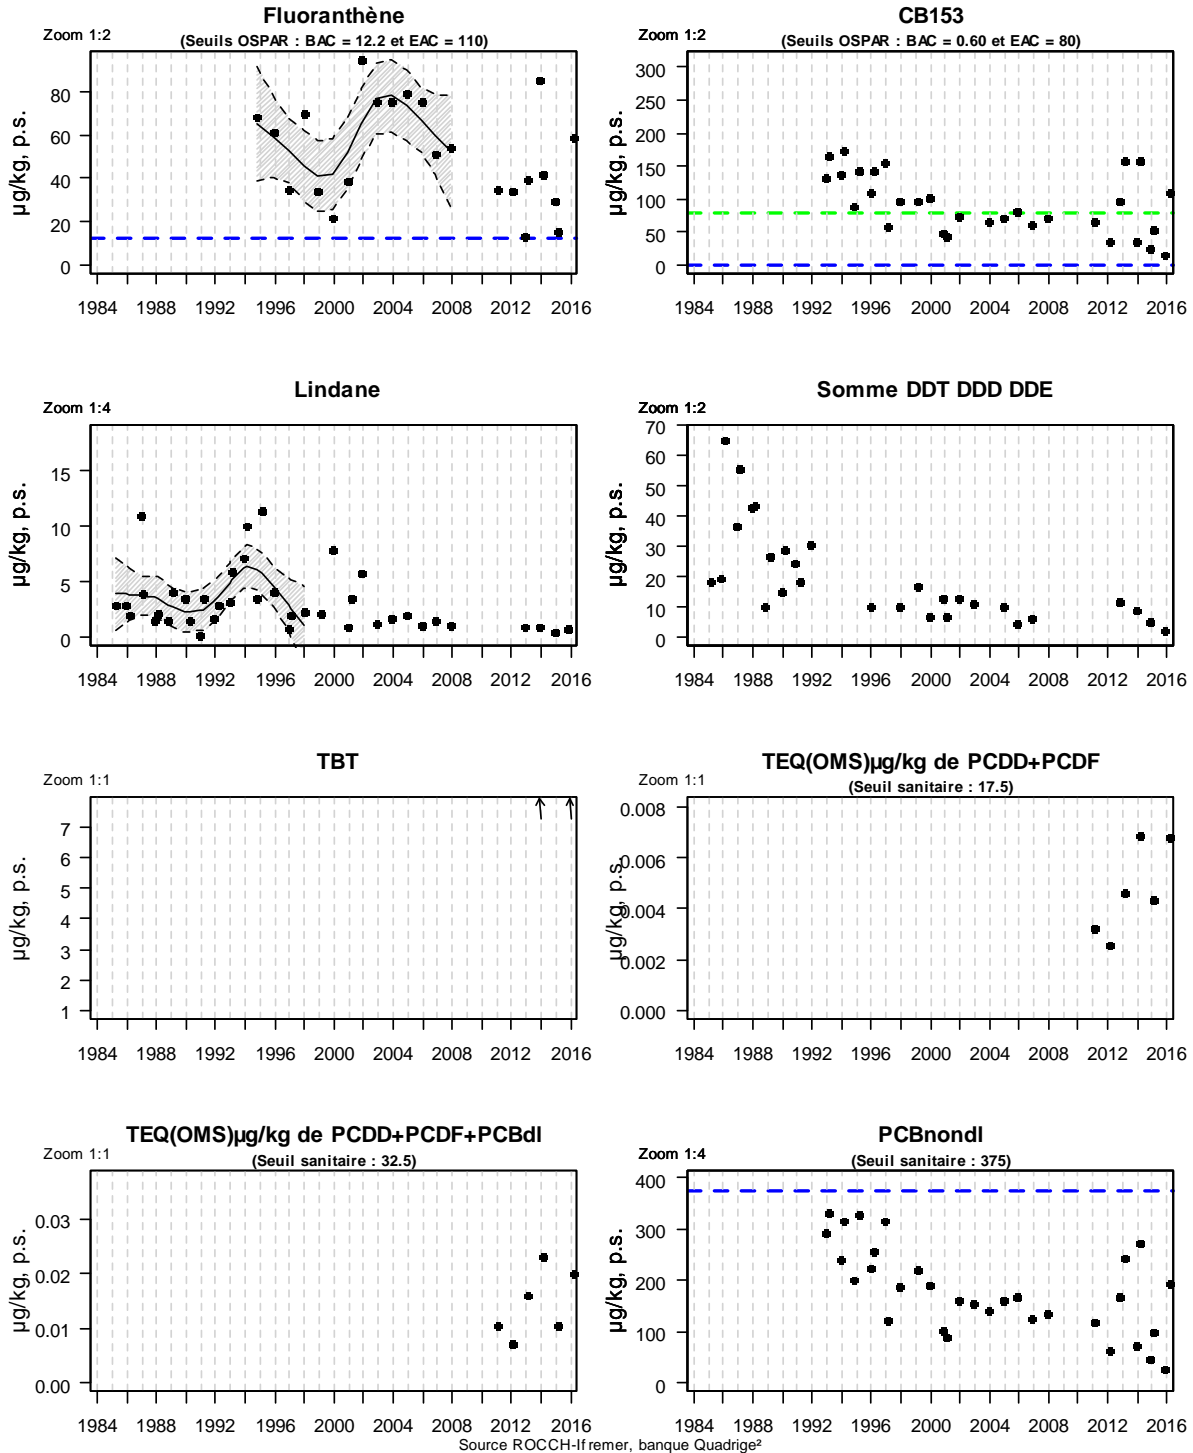 Fluoranthène
Zoom 1:2
(Seuils OSPAR : BAC = 12.2 et EAC = 110)
µg/kg, p.s.
80
60
40
20
0
1984 1988 1992 1996 2000 2004 2008 2012 2016
CB153
Zoom 1:2
(Seuils OSPAR : BAC = 0.60 et EAC = 80)
µg/kg, p.s.
300
250
200
150
100
50
0
1984 1988 1992 1996 2000 2004 2008 2012 2016
Lindane
Zoom 1:4
µg/kg, p.s.
15
10
5
0
1984 1988 1992 1996 2000 2004 2008 2012 2016
Somme DDT DDD DDE
Zoom 1:2
µg/kg, p.s.
70
60
50
40
30
20
10
0
1984 1988 1992 1996 2000 2004 2008 2012 2016
TBT
Zoom 1:1
µg/kg, p.s.
7
6
5
4
3
2
1
1984 1988 1992 1996 2000 2004 2008 2012 2016
TEQ(OMS)µg/kg de PCDD+PCDF
Zoom 1:1
(Seuil sanitaire : 17.5)
µg/kg, p.s.
0.008
0.006
0.004
0.002
0.000
1984 1988 1992 1996 2000 2004 2008 2012 2016
TEQ(OMS)µg/kg de PCDD+PCDF+PCBdl
Zoom 1:1
(Seuil sanitaire : 32.5)
µg/kg, p.s.
0.03
0.02
0.01
0.00
1984 1988 1992 1996 2000 2004 2008 2012 2016
PCBnondl
Zoom 1:4
(Seuil sanitaire : 375)
µg/kg, p.s.
400
300
200
100
0
1984 1988 1992 1996 2000 2004 2008 2012 2016
Source ROCCH-Ifremer, banque Quadrige²